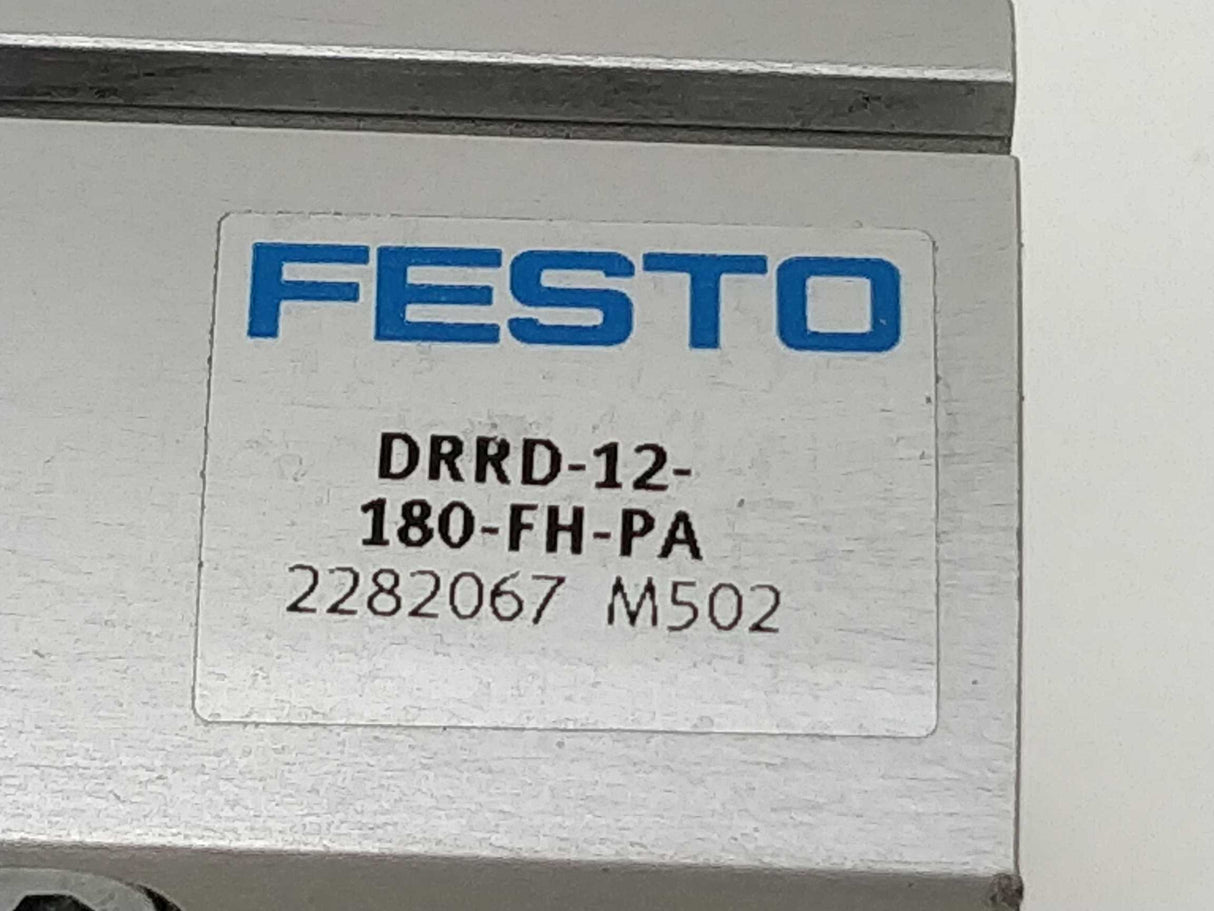 FESTO
DRRD-12-
180-FH-PA
2282067 M502